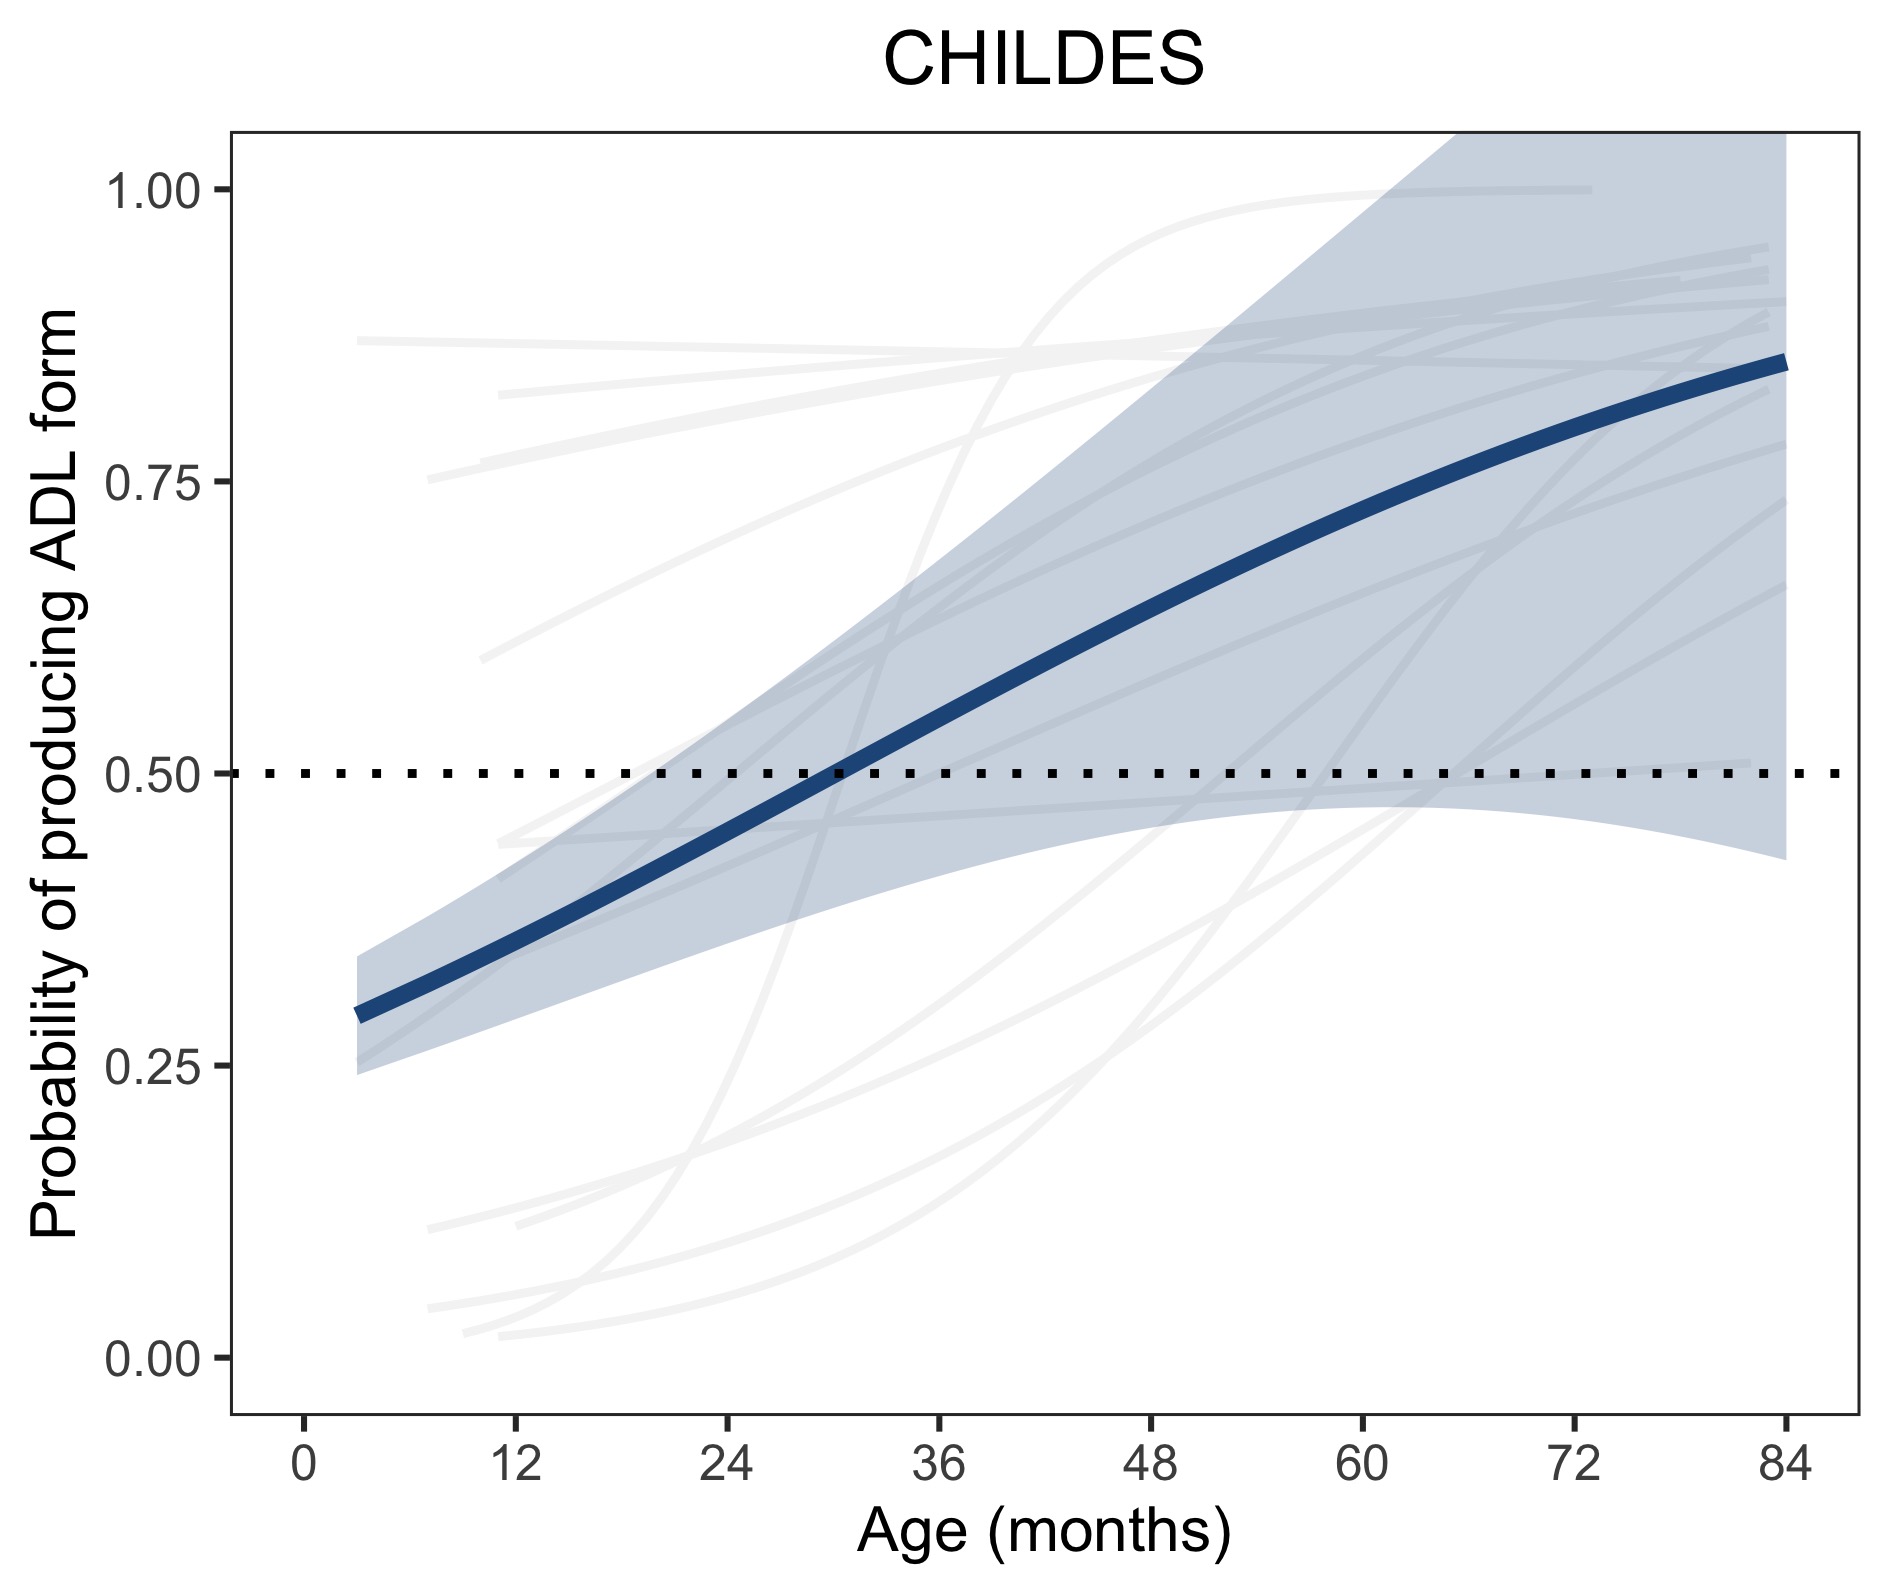 CHILDES
Probability of producing ADL form
1.00
0.75
0.50
0.25
0.00
0 12 24 36 48 60 72 84
Age (months)